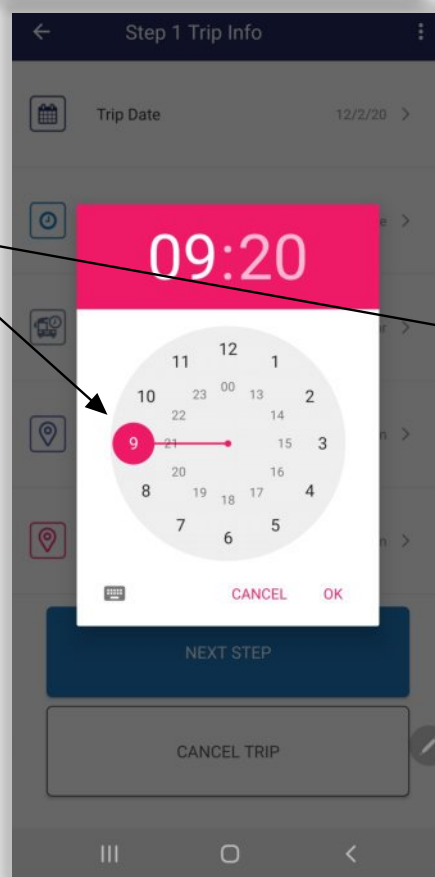 Step 1 Trip Info
Trip Date 12/2/20
e
09:20
r
12
11 1
00
23 13
10 2
22 14
9 21 15 3
n
20 16
8 4
19 17
18
7 5
6
n
CANCEL OK
NEXT STEP
CANCEL TRIP